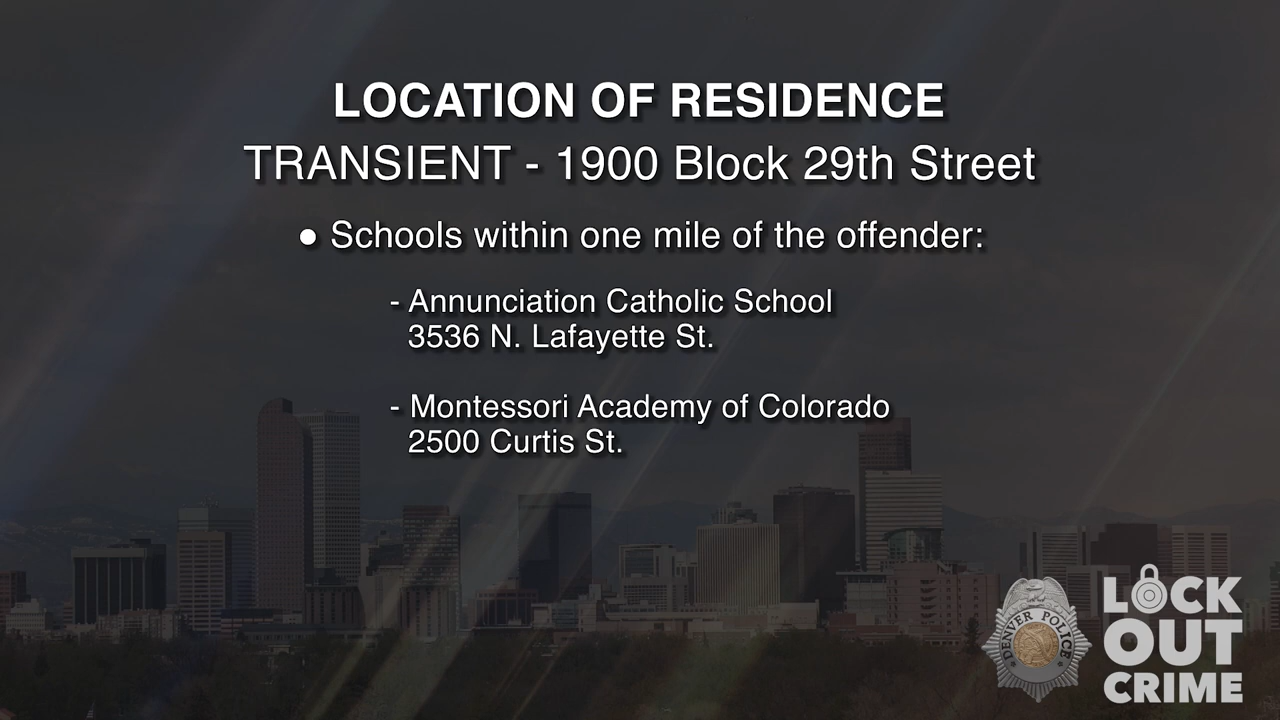 LOCATION OF RESIDENCE
TRANSIENT - 1900 Block 29th Street
● Schools within one mile of the offender:
- Annunciation Catholic School
3536 N. Lafayette St.
- Montessori Academy of Colorado
2500 Curtis St.
DENVER POLICE
LOCK
OUT
CRIME